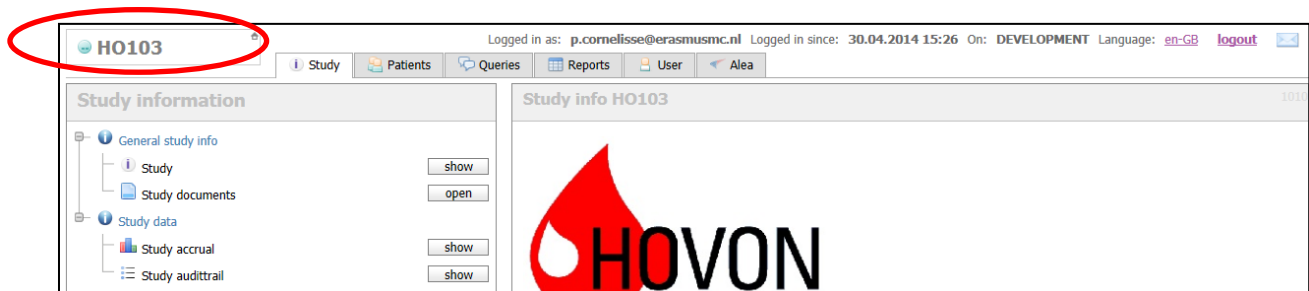 HO103
Logged in as: p.cornelisse@erasmusmc.nl Logged in since: 30.04.2014 15:26 On: DEVELOPMENT Language: en-GB logout
Study Patients Queries Reports User Alea
Study information
Study info HO103 1010
General study info
Study show
Study documents open
Study data
Study accrual show
Study audittrail show
HOVON